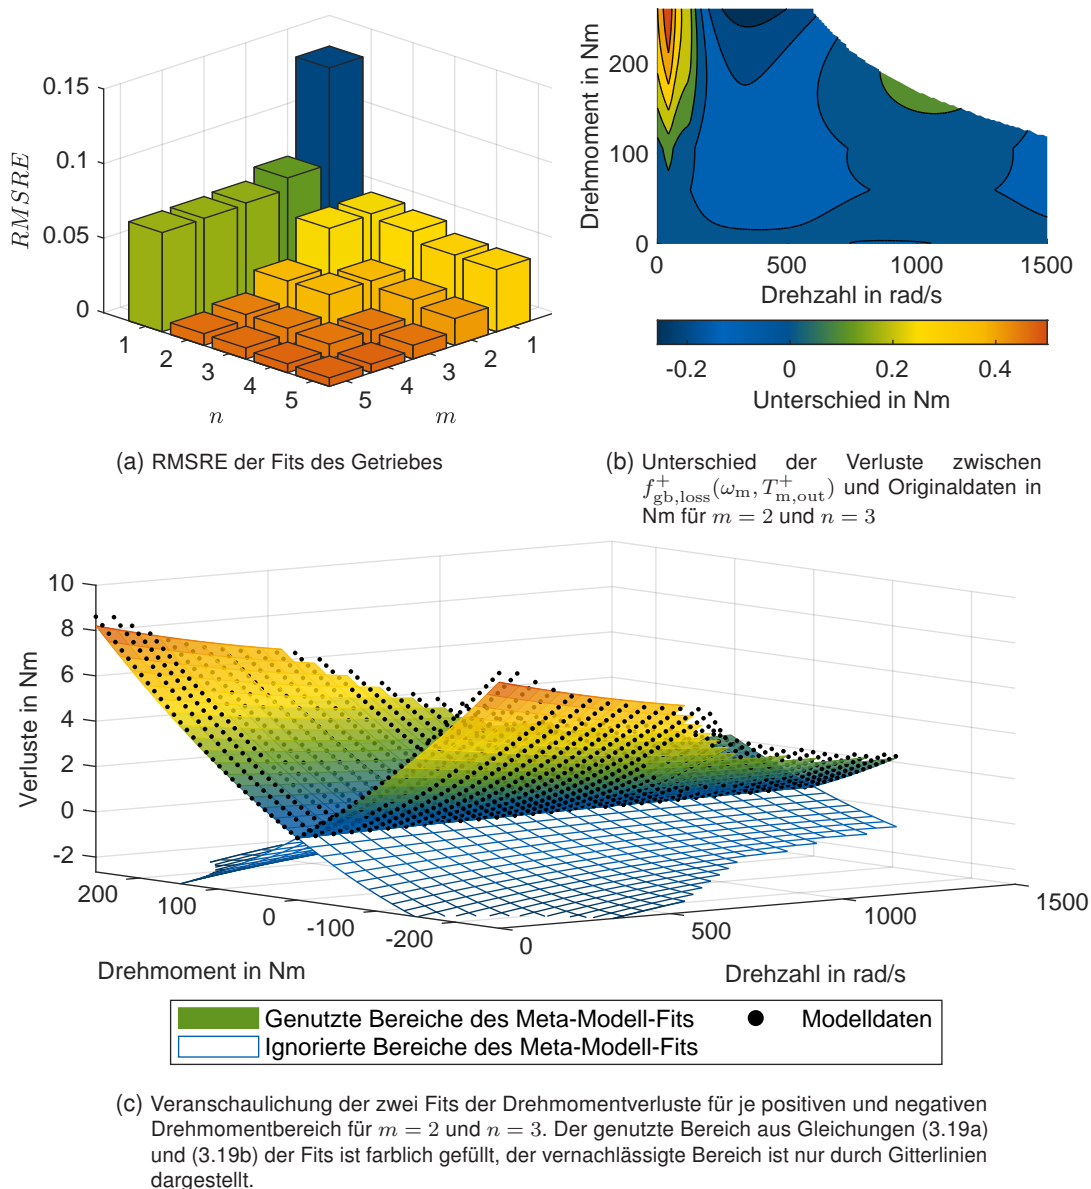 0.15
0.1
0.05
0
RMSRE
1
2
3
4
5
n
5
4
3
2
1
m
(a) RMSRE der Fits des Getriebes
Drehmoment in Nm
200
100
0
0
500
1000
1500
Drehzahl in rad/s
-0.2
0
0.2
0.4
Unterschied in Nm
(b) Unterschied der Verluste zwischen
f⁺gb,loss(ωm, T⁺m,out) und Originaldaten in
Nm für m = 2 und n = 3
10
8
6
4
2
0
-2
Verluste in Nm
200
100
0
-100
-200
Drehmoment in Nm
0
500
1000
1500
Drehzahl in rad/s
Genutzte Bereiche des Meta-Modell-Fits
Modelldaten
Ignorierte Bereiche des Meta-Modell-Fits
(c) Veranschaulichung der zwei Fits der Drehmomentverluste für je positiven und negativen
Drehmomentbereich für m = 2 und n = 3. Der genutzte Bereich aus Gleichungen (3.19a)
und (3.19b) der Fits ist farblich gefüllt, der vernachlässigte Bereich ist nur durch Gitterlinien
dargestellt.